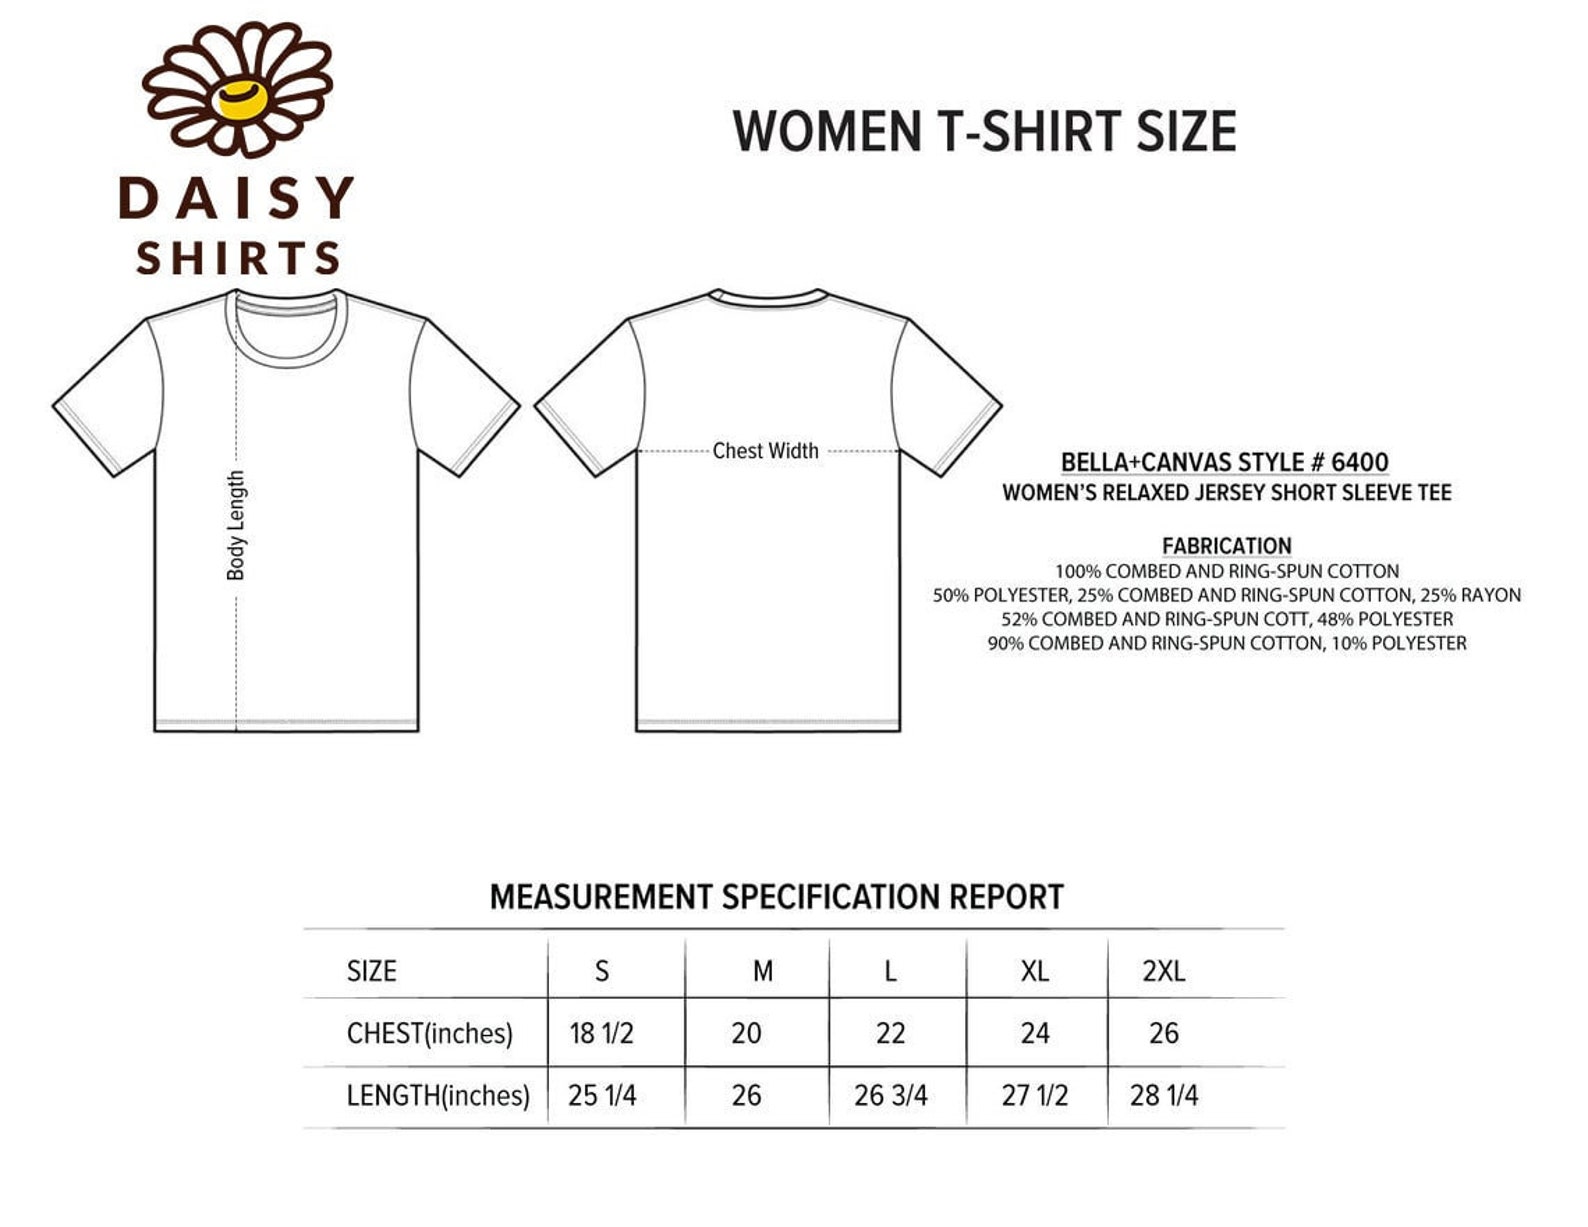 DAISY
SHIRTS
WOMEN T-SHIRT SIZE
Body Length
Chest Width
BELLA+CANVAS STYLE # 6400
WOMEN'S RELAXED JERSEY SHORT SLEEVE TEE
FABRICATION
100% COMBED AND RING-SPUN COTTON
50% POLYESTER, 25% COMBED AND RING-SPUN COTTON, 25% RAYON
52% COMBED AND RING-SPUN COTT, 48% POLYESTER
90% COMBED AND RING-SPUN COTTON, 10% POLYESTER
MEASUREMENT SPECIFICATION REPORT
SIZE S M L XL 2XL
CHEST(inches) 18 1/2 20 22 24 26
LENGTH(inches) 25 1/4 26 26 3/4 27 1/2 28 1/4